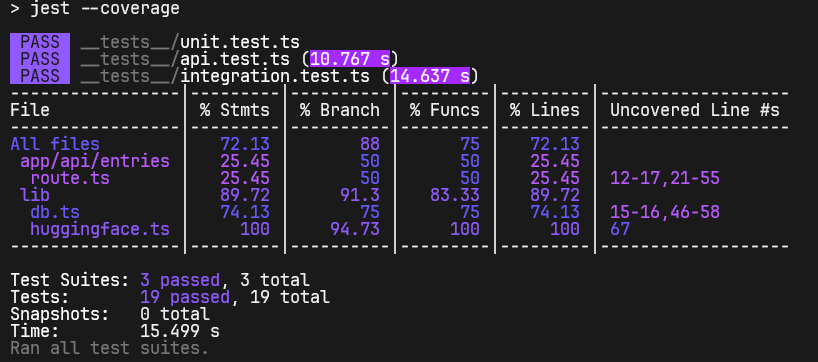 > jest --coverage
PASS __tests__/unit.test.ts
PASS __tests__/api.test.ts (10.767 s)
PASS __tests__/integration.test.ts (14.637 s)
-----------------|---------|----------|---------|---------|-------------------
File             | % Stmts | % Branch | % Funcs | % Lines | Uncovered Line #s
-----------------|---------|----------|---------|---------|-------------------
All files        |   72.13 |       88 |      75 |   72.13 |
 app/api/entries |   25.45 |       50 |      50 |   25.45 |
  route.ts       |   25.45 |       50 |      50 |   25.45 | 12-17,21-55
 lib             |   89.72 |     91.3 |   83.33 |   89.72 |
  db.ts          |   74.13 |       75 |      75 |   74.13 | 15-16,46-58
  huggingface.ts |     100 |    94.73 |     100 |     100 | 67
-----------------|---------|----------|---------|---------|-------------------
Test Suites: 3 passed, 3 total
Tests:       19 passed, 19 total
Snapshots:   0 total
Time:        15.499 s
Ran all test suites.